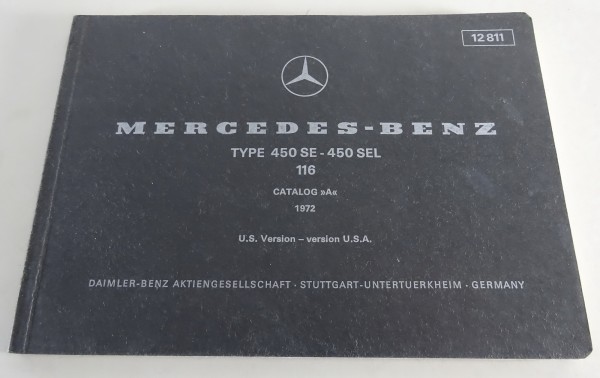 12 811
MERCEDES-BENZ
TYPE 450 SE - 450 SEL
116
CATALOG »A«
1972
U.S. Version – version U.S.A.
DAIMLER-BENZ AKTIENGESELLSCHAFT · STUTTGART-UNTERTUERKHEIM · GERMANY